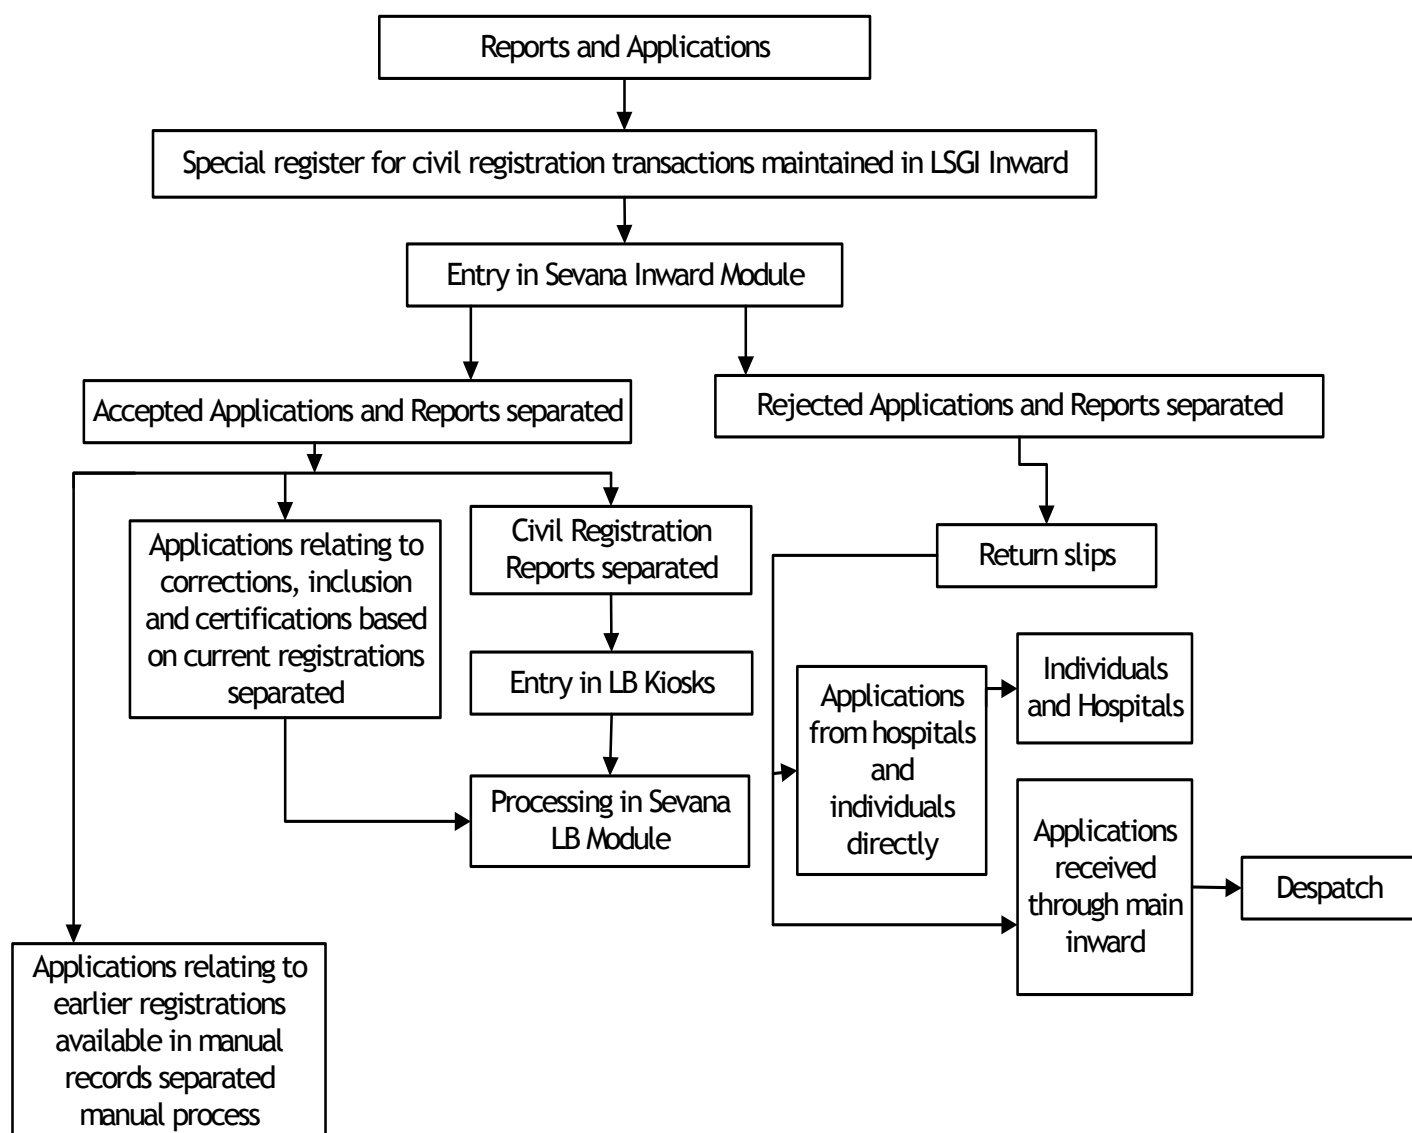 Reports and Applications
Special register for civil registration transactions maintained in LSGI Inward
Entry in Sevana Inward Module
Accepted Applications and Reports separated
Rejected Applications and Reports separated
Applications relating to
corrections, inclusion
and certifications based
on current registrations
separated
Civil Registration
Reports separated
Return slips
Entry in LB Kiosks
Applications
from hospitals
and
individuals
directly
Individuals
and Hospitals
Processing in Sevana
LB Module
Applications
received
through main
inward
Despatch
Applications relating to
earlier registrations
available in manual
records separated
manual process